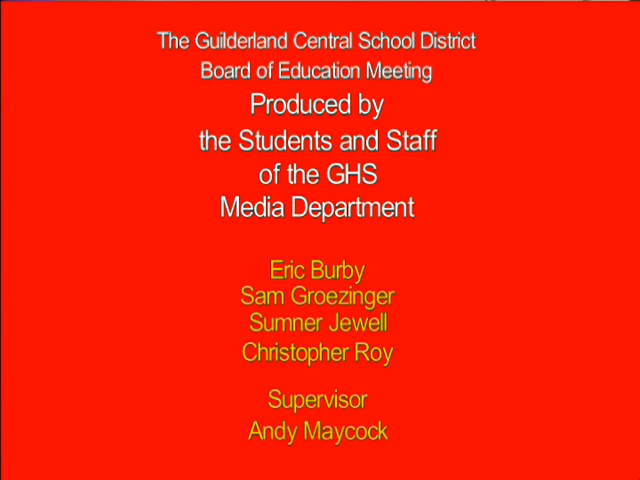 The Guilderland Central School District
Board of Education Meeting
Produced by
the Students and Staff
of the GHS
Media Department
Eric Burby
Sam Groezinger
Sumner Jewell
Christopher Roy
Supervisor
Andy Maycock